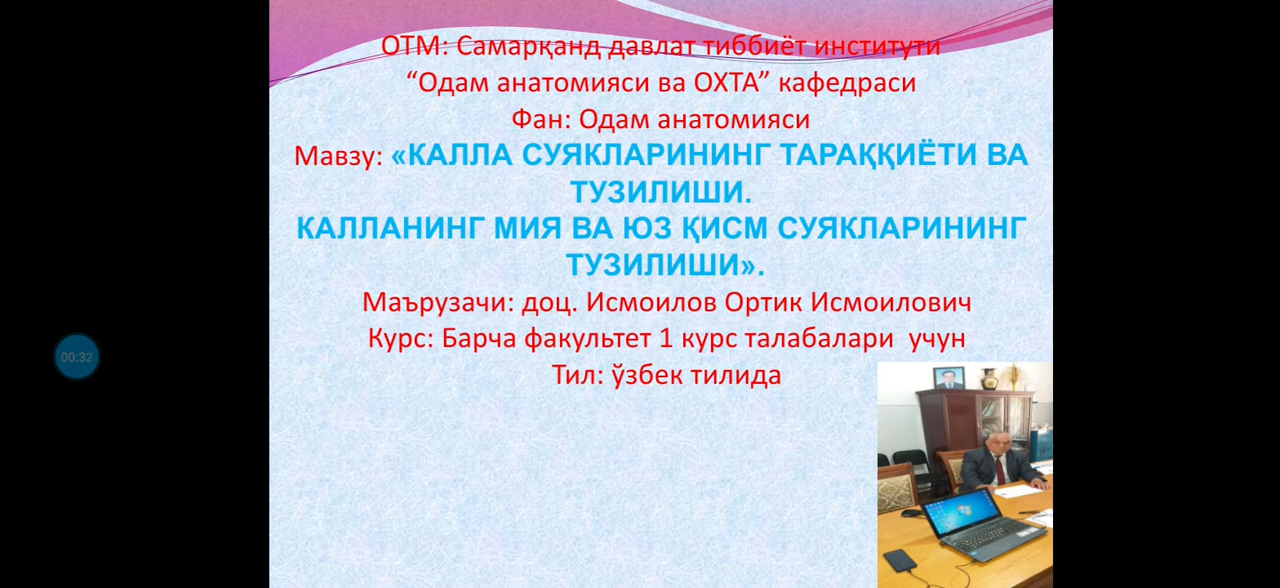 ОТМ: Самарқанд давлат тиббиёт институти
“Одам анатомияси ва ОХТА” кафедраси
Фан: Одам анатомияси
Мавзу: «КАЛЛА СУЯКЛАРИНИНГ ТАРАҚҚИЁТИ ВА
ТУЗИЛИШИ.
КАЛЛАНИНГ МИЯ ВА ЮЗ ҚИСМ СУЯКЛАРИНИНГ
ТУЗИЛИШИ».
Маърузачи: доц. Исмоилов Ортик Исмоилович
Курс: Барча факультет 1 курс талабалари учун
Тил: ўзбек тилида
00:32